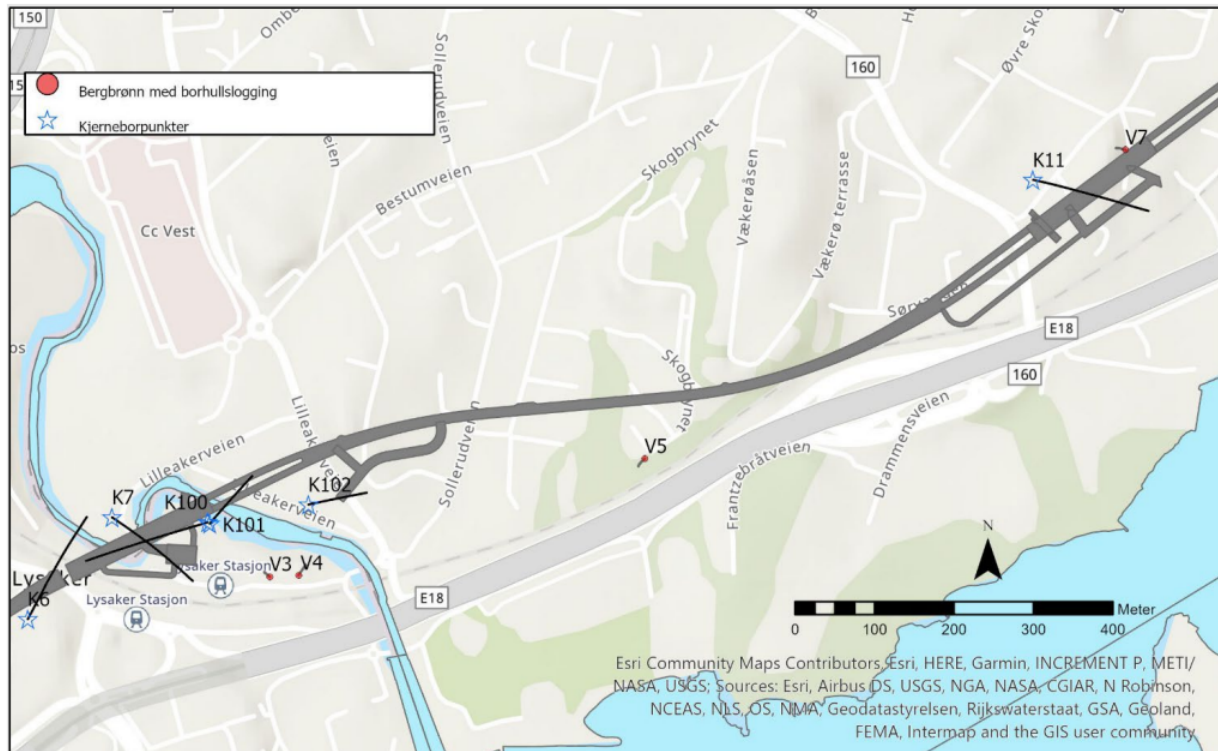 150
Bergbrønn med borhullslogging
Kjerneborpunkter
Sollerudveien
Bestumveien
Skogbrynet
Vækerøåsen
Vækerø terrasse
160
Øvre Sko
V7
K11
Cc Vest
E18
160
Skogbrynet
Lilleakerveien
Sollerudveien
V5
Frantzebråtveien
Drammensveien
K7
K100
K101
K102
V3
V4
Lysaker
Lysaker Stasjon
Lysaker Stasjon
K6
E18
N
Meter
0 100 200 300 400
Esri Community Maps Contributors, Esri, HERE, Garmin, INCREMENT P, METI/
NASA, USGS; Sources: Esri, Airbus DS, USGS, NGA, NASA, CGIAR, N Robinson,
NCEAS, NLS, OS, NMA, Geodatastyrelsen, Rijkswaterstaat, GSA, Geoland,
FEMA, Intermap and the GIS user community